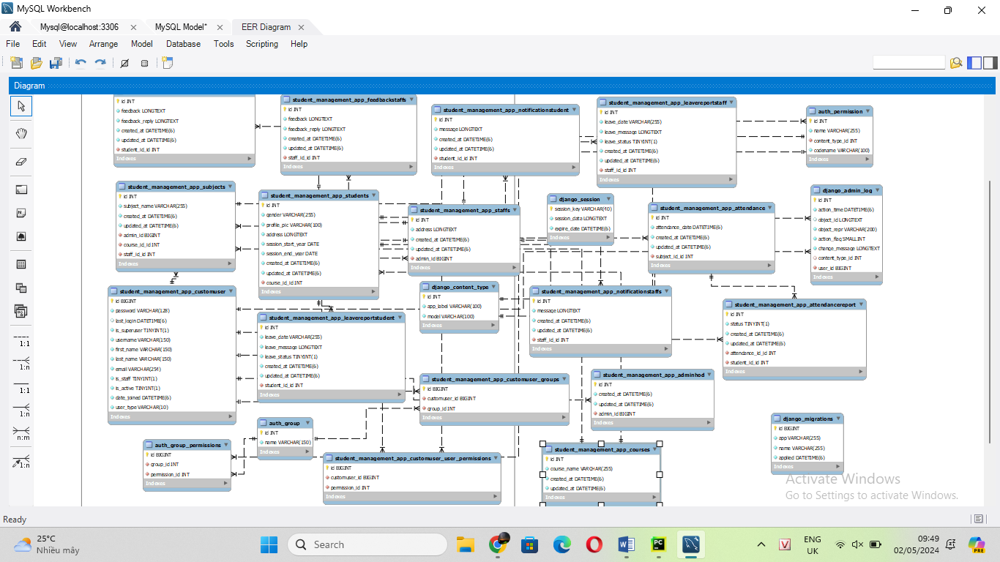 MySQL Workbench
Mysql@localhost:3306
MySQL Model*
EER Diagram
File Edit View Arrange Model Database Tools Scripting Help
Diagram
id INT
feedback LONGTEXT
feedback_reply LONGTEXT
created_at DATETIME(6)
updated_at DATETIME(6)
student_id_id INT
Indexes
student_management_app_feedbackstaffs
id INT
feedback LONGTEXT
feedback_reply LONGTEXT
created_at DATETIME(6)
updated_at DATETIME(6)
staff_id_id INT
Indexes
student_management_app_notificationstudent
id INT
message LONGTEXT
created_at DATETIME(6)
updated_at DATETIME(6)
student_id_id INT
Indexes
student_management_app_leavereportstaff
id INT
leave_date VARCHAR(255)
leave_message LONGTEXT
leave_status TINYINT(1)
created_at DATETIME(6)
updated_at DATETIME(6)
staff_id_id INT
Indexes
auth_permission
id INT
name VARCHAR(255)
content_type_id INT
codename VARCHAR(100)
Indexes
student_management_app_subjects
id INT
subject_name VARCHAR(255)
created_at DATETIME(6)
updated_at DATETIME(6)
admin_id BIGINT
course_id_id INT
staff_id_id INT
Indexes
student_management_app_students
id INT
gender VARCHAR(255)
profile_pic VARCHAR(100)
address LONGTEXT
session_start_year DATE
session_end_year DATE
created_at DATETIME(6)
updated_at DATETIME(6)
course_id_id INT
Indexes
student_management_app_staffs
id INT
address LONGTEXT
created_at DATETIME(6)
updated_at DATETIME(6)
admin_id BIGINT
Indexes
django_session
session_key VARCHAR(40)
session_data LONGTEXT
expire_date DATETIME(6)
Indexes
student_management_app_attendance
id INT
attendance_date DATETIME(6)
created_at DATETIME(6)
updated_at DATETIME(6)
subject_id_id INT
Indexes
django_admin_log
id INT
action_time DATETIME(6)
object_id LONGTEXT
object_repr VARCHAR(200)
action_flag SMALLINT
change_message LONGTEXT
content_type_id INT
user_id BIGINT
Indexes
student_management_app_customuser
id BIGINT
password VARCHAR(128)
last_login DATETIME(6)
is_superuser TINYINT(1)
username VARCHAR(150)
first_name VARCHAR(150)
last_name VARCHAR(150)
email VARCHAR(254)
is_staff TINYINT(1)
is_active TINYINT(1)
date_joined DATETIME(6)
user_type VARCHAR(10)
Indexes
student_management_app_leavereportstudent
id INT
leave_date VARCHAR(255)
leave_message LONGTEXT
leave_status TINYINT(1)
created_at DATETIME(6)
updated_at DATETIME(6)
student_id_id INT
Indexes
django_content_type
id INT
app_label VARCHAR(100)
model VARCHAR(100)
Indexes
student_management_app_notificationstaffs
id INT
message LONGTEXT
created_at DATETIME(6)
updated_at DATETIME(6)
staff_id_id INT
Indexes
student_management_app_attendancereport
id INT
status TINYINT(1)
created_at DATETIME(6)
updated_at DATETIME(6)
attendance_id_id INT
student_id_id INT
Indexes
student_management_app_customuser_groups
id BIGINT
customuser_id BIGINT
group_id INT
Indexes
student_management_app_adminhod
id INT
created_at DATETIME(6)
updated_at DATETIME(6)
admin_id BIGINT
Indexes
auth_group
id INT
name VARCHAR(150)
Indexes
auth_group_permissions
id BIGINT
group_id INT
permission_id INT
Indexes
student_management_app_customuser_user_permissions
id BIGINT
customuser_id BIGINT
permission_id INT
Indexes
student_management_app_courses
id INT
course_name VARCHAR(255)
created_at DATETIME(6)
updated_at DATETIME(6)
Indexes
django_migrations
id BIGINT
app VARCHAR(255)
name VARCHAR(255)
applied DATETIME(6)
Indexes
1:1
1:n
1:1
1:n
n:m
1:n
Activate Windows
Go to Settings to activate Windows.
Ready
25°C
Nhiều mây
Search
ENG
UK
09:49
02/05/2024
PRE